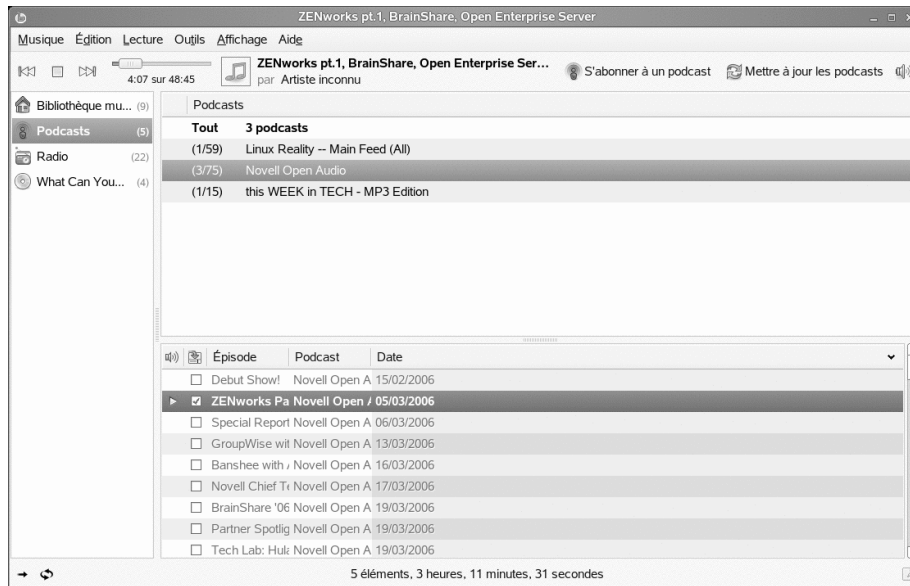 ZENworks pt.1, BrainShare, Open Enterprise Server
Musique Édition Lecture Outils Affichage Aide
4:07 sur 48:45
ZENworks pt.1, BrainShare, Open Enterprise Ser...
par Artiste inconnu
S'abonner à un podcast
Mettre à jour les podcasts
Bibliothèque mu... (9)
Podcasts (5)
Radio (22)
What Can You... (4)
Podcasts
Tout 3 podcasts
(1/59) Linux Reality -- Main Feed (All)
(3/75) Novell Open Audio
(1/15) this WEEK in TECH - MP3 Edition
Épisode Podcast Date
Debut Show! Novell Open A 15/02/2006
ZENworks Pa Novell Open 05/03/2006
Special Report Novell Open A 06/03/2006
GroupWise wit Novell Open A 13/03/2006
Banshee with Novell Open A 16/03/2006
Novell Chief Te Novell Open A 17/03/2006
BrainShare '06 Novell Open A 19/03/2006
Partner Spotlig Novell Open A 19/03/2006
Tech Lab: Hula Novell Open A 19/03/2006
5 éléments, 3 heures, 11 minutes, 31 secondes